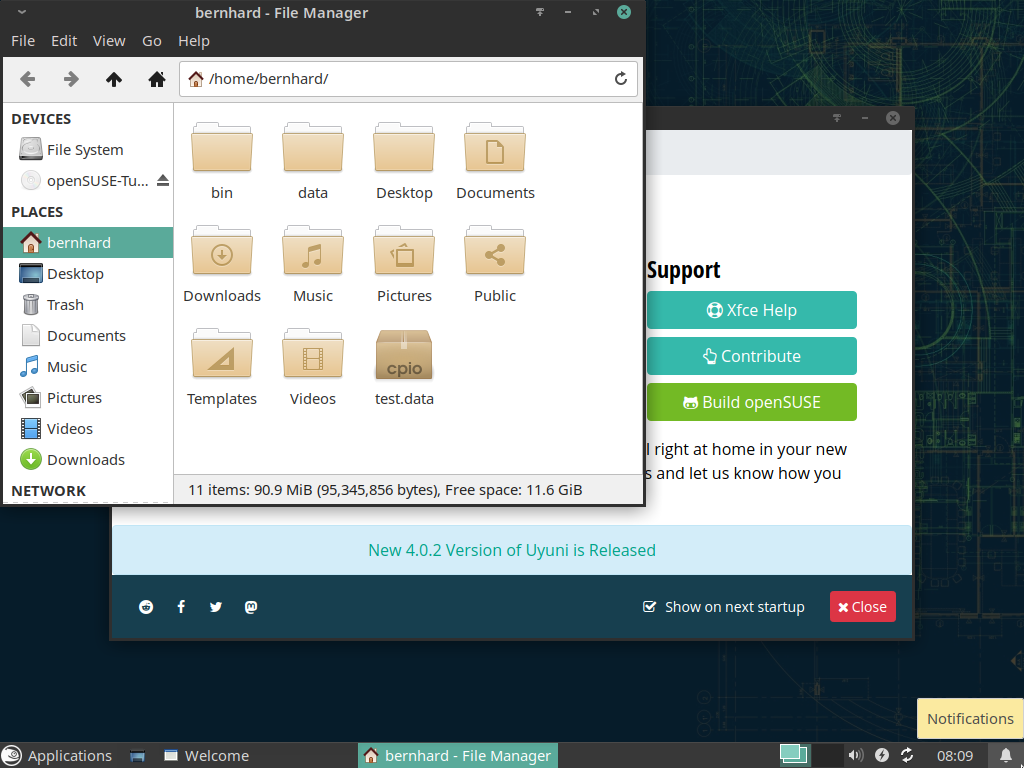 bernhard - File Manager
File Edit View Go Help
/home/bernhard/
DEVICES
File System
openSUSE-Tu...
PLACES
bernhard
Desktop
Trash
Documents
Music
Pictures
Videos
Downloads
NETWORK
bin data Desktop Documents
Downloads Music Pictures Public
cpio
Templates Videos test.data
11 items: 90.9 MiB (95,345,856 bytes), Free space: 11.6 GiB
Support
Xfce Help
Contribute
Build openSUSE
right at home in your new
and let us know how you
New 4.0.2 Version of Uyuni is Released
Show on next startup Close
Notifications
Applications Welcome bernhard - File Manager 08:09